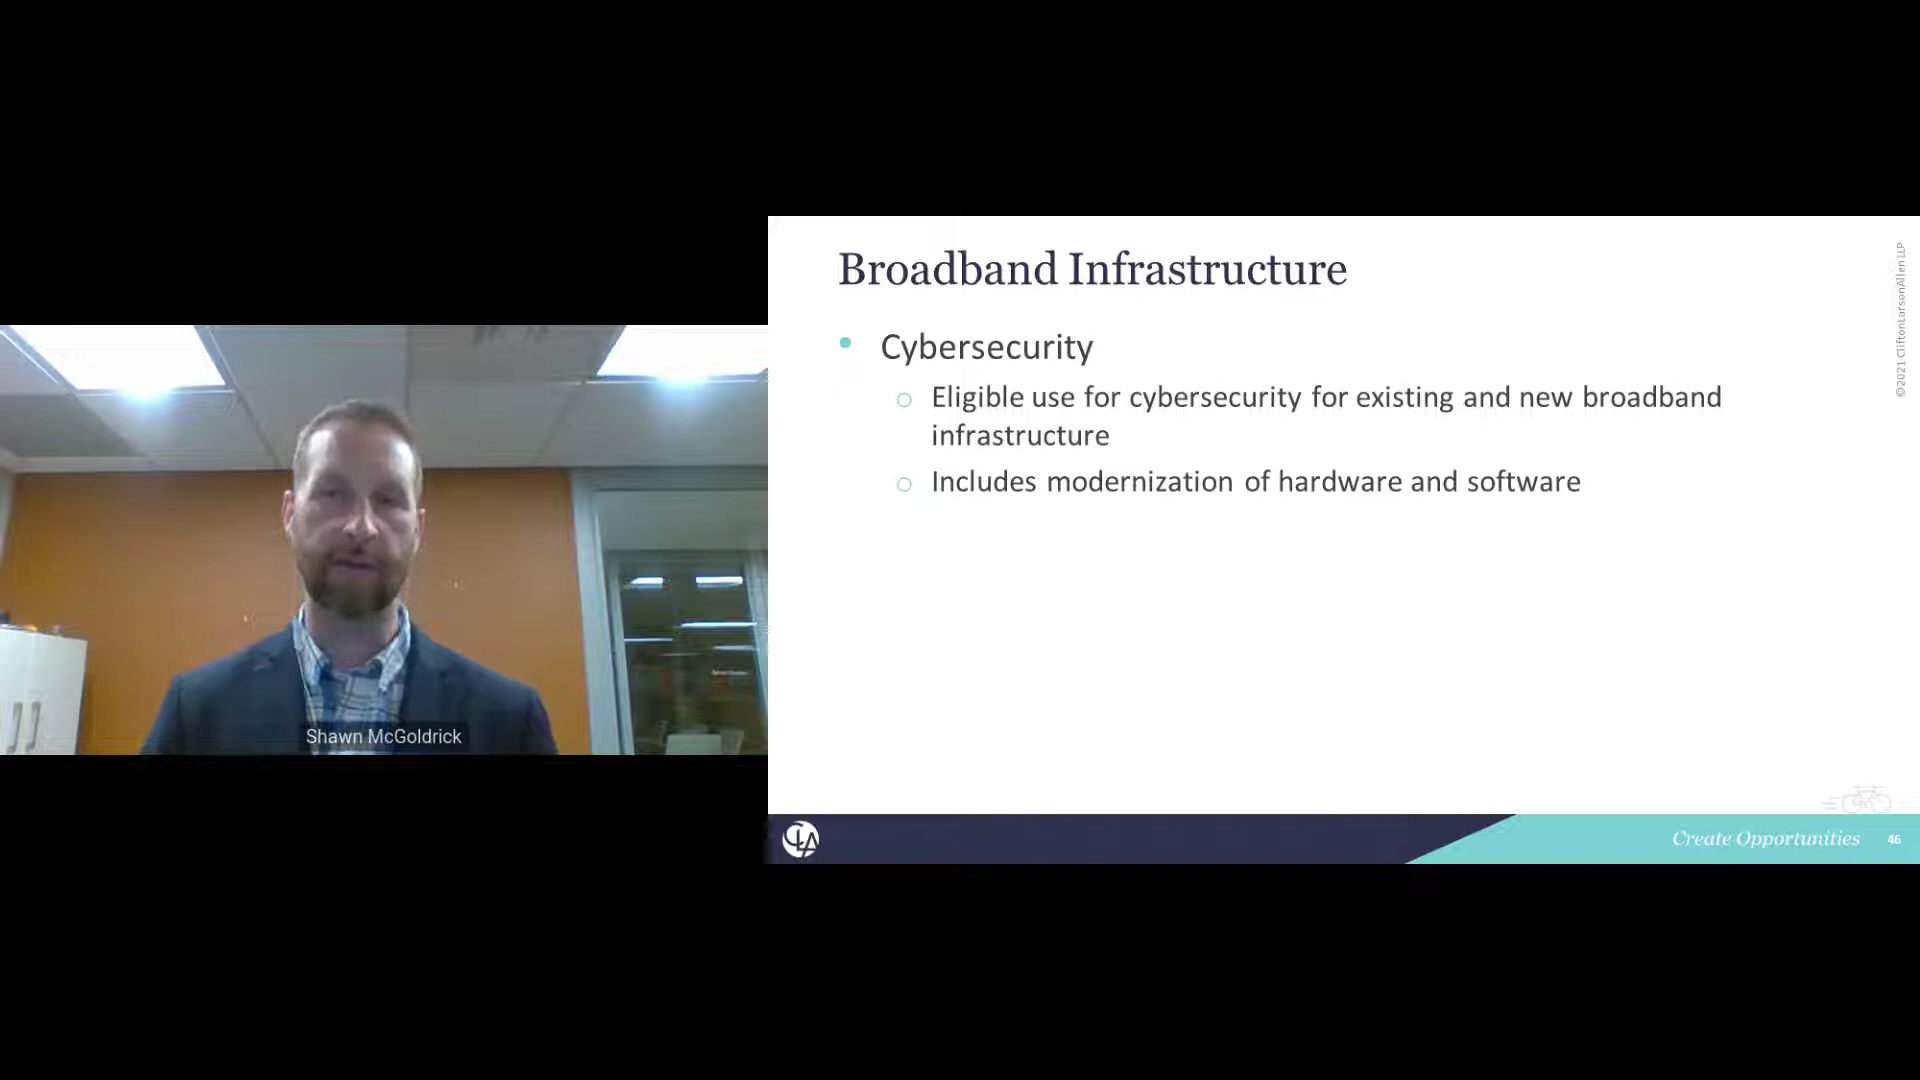 Broadband Infrastructure
• Cybersecurity
○ Eligible use for cybersecurity for existing and new broadband
infrastructure
○ Includes modernization of hardware and software
©2021 CliftonLarsonAllen LLP
Shawn McGoldrick
CLA
Create Opportunities
46